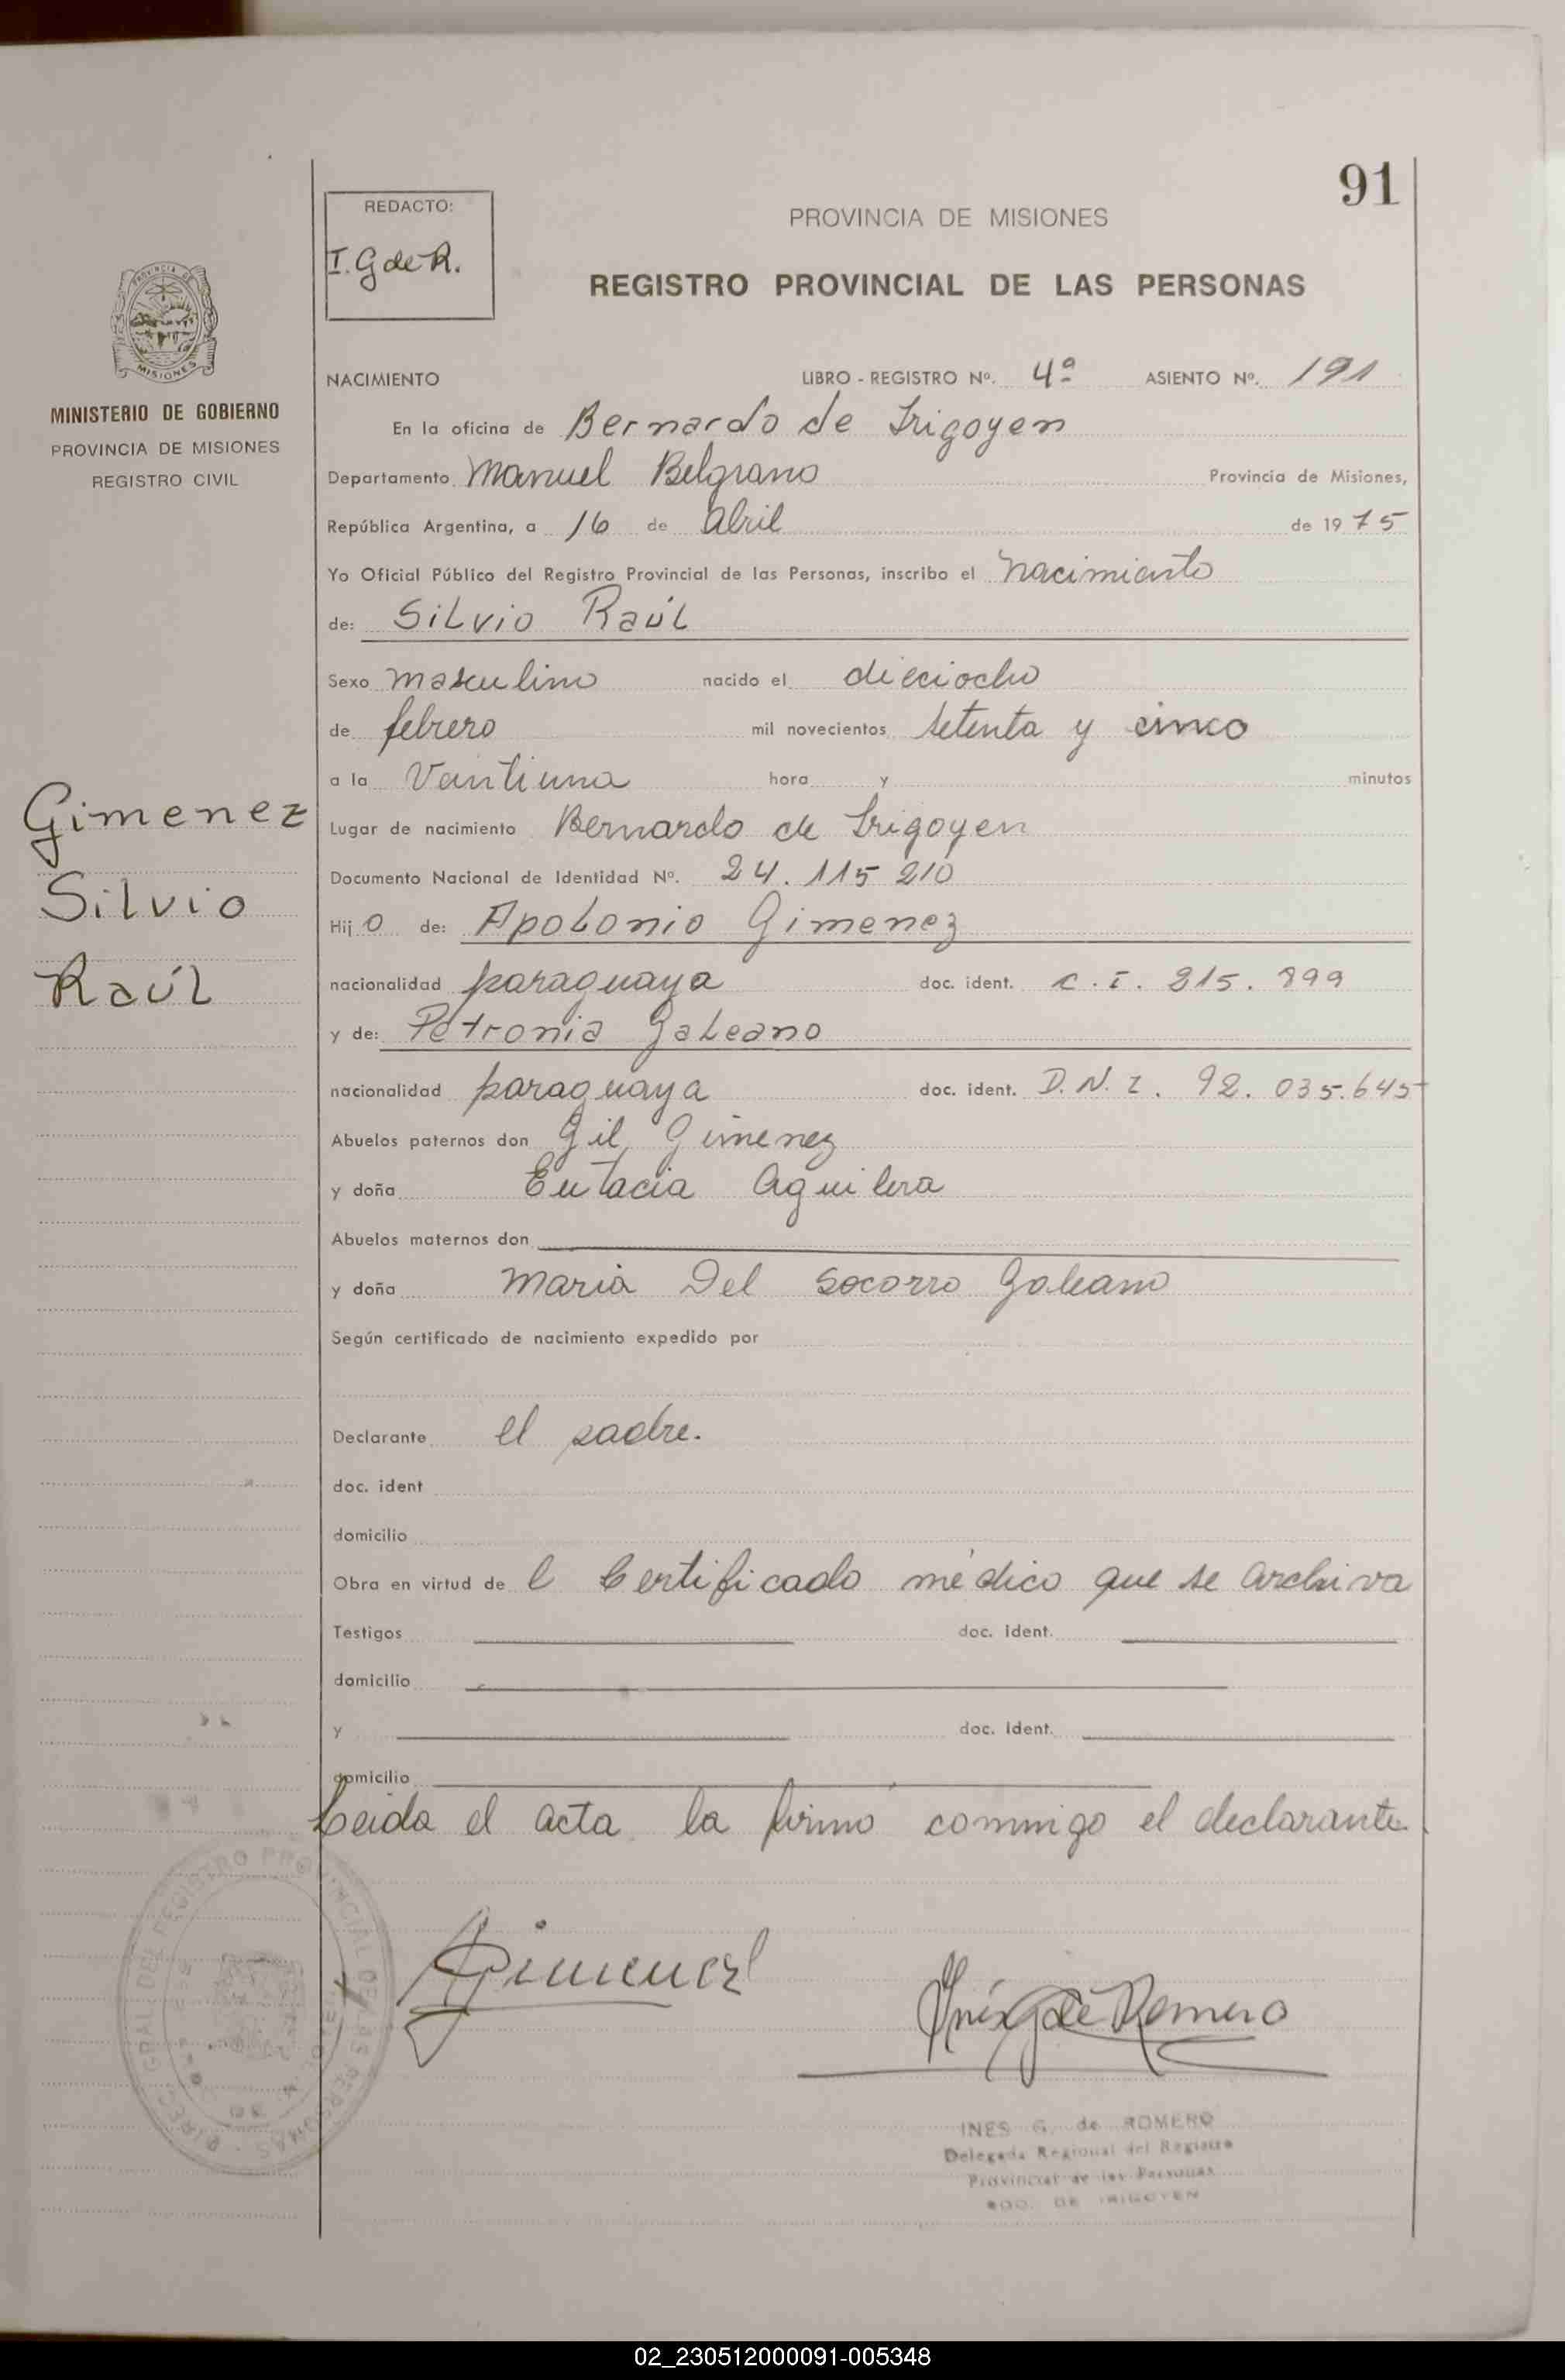 91
REDACTO:
I. G de R.
PROVINCIA DE MISIONES
REGISTRO PROVINCIAL DE LAS PERSONAS
MISIONES
MINISTERIO DE GOBIERNO
PROVINCIA DE MISIONES
REGISTRO CIVIL
NACIMIENTO LIBRO - REGISTRO Nº. 4º ASIENTO Nº. 191
En la oficina de Bernardo de Irigoyen
Departamento Manuel Belgrano Provincia de Misiones,
República Argentina, a 16 de Abril de 1975
Yo Oficial Público del Registro Provincial de las Personas, inscribo el Nacimiento
de: Silvio Raúl
Sexo masculino nacido el dieciocho
de febrero mil novecientos setenta y cinco
a la Veintiuna hora y minutos
Gimenez
Silvio
Raúl
Lugar de nacimiento Bernardo de Irigoyen
Documento Nacional de Identidad Nº. 24.115 210
Hijo de: Apolonio Gimenez
nacionalidad paraguaya doc. ident. C.I. 215.899
y de: Petronia Galeano
nacionalidad paraguaya doc. ident. D.N.I. 92.035.645
Abuelos paternos don Gil Gimenez
y doña Eutacia Aguilera
Abuelos maternos don
y doña Maria Del Socorro Galeano
Según certificado de nacimiento expedido por
Declarante el padre.
doc. ident
domicilio
Obra en virtud de l Certificado médico que se archiva
Testigos doc. ident.
domicilio
y doc. ident.
domicilio
Leida el acta la firmó conmigo el declarante.
AGimenez
Inés G de Romero
INES G. de ROMERO
Delegada Regional del Registro
Provincial de las Personas
BDO. DE IRIGOYEN
02_230512000091-005348